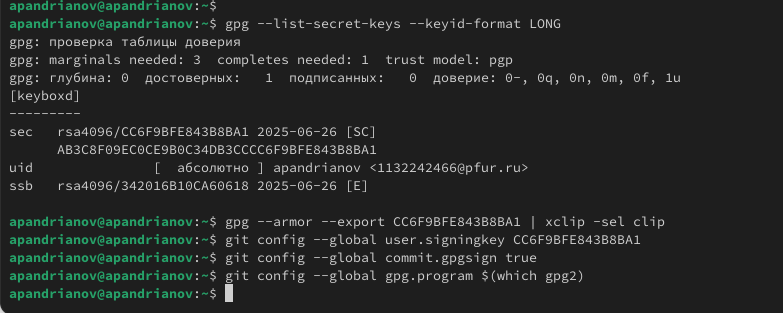 apandrianov@apandrianov:~$
apandrianov@apandrianov:~$ gpg --list-secret-keys --keyid-format LONG
gpg: проверка таблицы доверия
gpg: marginals needed: 3  completes needed: 1  trust model: pgp
gpg: глубина: 0  достоверных:   1  подписанных:   0  доверие: 0-, 0q, 0n, 0m, 0f, 1u
[keyboxd]
---------
sec   rsa4096/CC6F9BFE843B8BA1 2025-06-26 [SC]
      AB3C8F09EC0CE9B0C34DB3CCCC6F9BFE843B8BA1
uid            [  абсолютно ] apandrianov <1132242466@pfur.ru>
ssb   rsa4096/342016B10CA60618 2025-06-26 [E]

apandrianov@apandrianov:~$ gpg --armor --export CC6F9BFE843B8BA1 | xclip -sel clip
apandrianov@apandrianov:~$ git config --global user.signingkey CC6F9BFE843B8BA1
apandrianov@apandrianov:~$ git config --global commit.gpgsign true
apandrianov@apandrianov:~$ git config --global gpg.program $(which gpg2)
apandrianov@apandrianov:~$